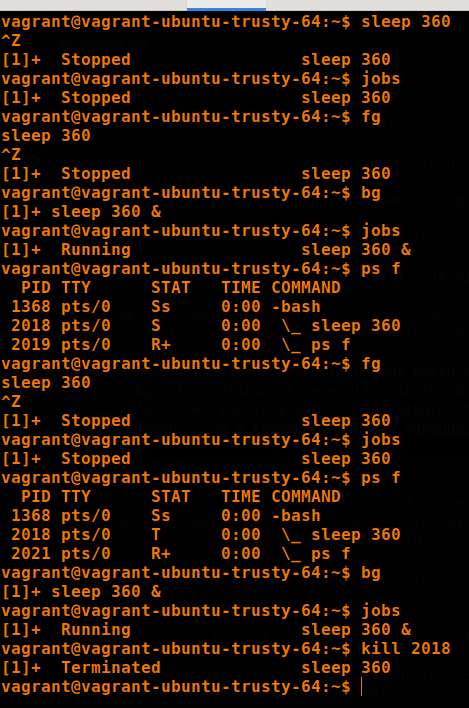 vagrant@vagrant-ubuntu-trusty-64:~$ sleep 360
^Z
[1]+  Stopped                 sleep 360
vagrant@vagrant-ubuntu-trusty-64:~$ jobs
[1]+  Stopped                 sleep 360
vagrant@vagrant-ubuntu-trusty-64:~$ fg
sleep 360
^Z
[1]+  Stopped                 sleep 360
vagrant@vagrant-ubuntu-trusty-64:~$ bg
[1]+ sleep 360 &
vagrant@vagrant-ubuntu-trusty-64:~$ jobs
[1]+  Running                 sleep 360 &
vagrant@vagrant-ubuntu-trusty-64:~$ ps f
  PID TTY      STAT   TIME COMMAND
 1368 pts/0    Ss     0:00 -bash
 2018 pts/0    S      0:00  \_ sleep 360
 2019 pts/0    R+     0:00  \_ ps f
vagrant@vagrant-ubuntu-trusty-64:~$ fg
sleep 360
^Z
[1]+  Stopped                 sleep 360
vagrant@vagrant-ubuntu-trusty-64:~$ jobs
[1]+  Stopped                 sleep 360
vagrant@vagrant-ubuntu-trusty-64:~$ ps f
  PID TTY      STAT   TIME COMMAND
 1368 pts/0    Ss     0:00 -bash
 2018 pts/0    T      0:00  \_ sleep 360
 2021 pts/0    R+     0:00  \_ ps f
vagrant@vagrant-ubuntu-trusty-64:~$ bg
[1]+ sleep 360 &
vagrant@vagrant-ubuntu-trusty-64:~$ jobs
[1]+  Running                 sleep 360 &
vagrant@vagrant-ubuntu-trusty-64:~$ kill 2018
[1]+  Terminated              sleep 360
vagrant@vagrant-ubuntu-trusty-64:~$